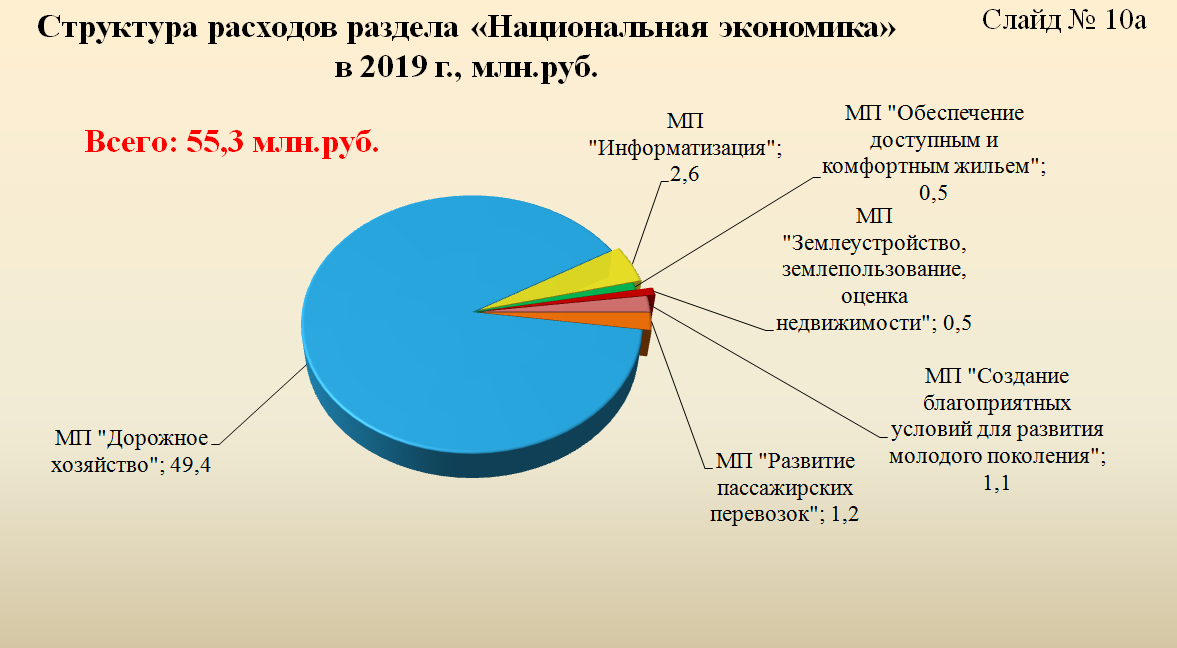 Структура расходов раздела «Национальная экономика»
в 2019 г., млн.руб.
Слайд № 10а
Всего: 55,3 млн.руб.
МП
"Информатизация";
2,6
МП "Обеспечение
доступным и
комфортным жильем";
0,5
МП
"Землеустройство,
землепользование,
оценка
недвижимости"; 0,5
МП "Создание
благоприятных
условий для развития
молодого поколения";
1,1
МП "Развитие
пассажирских
перевозок"; 1,2
МП "Дорожное
хозяйство"; 49,4